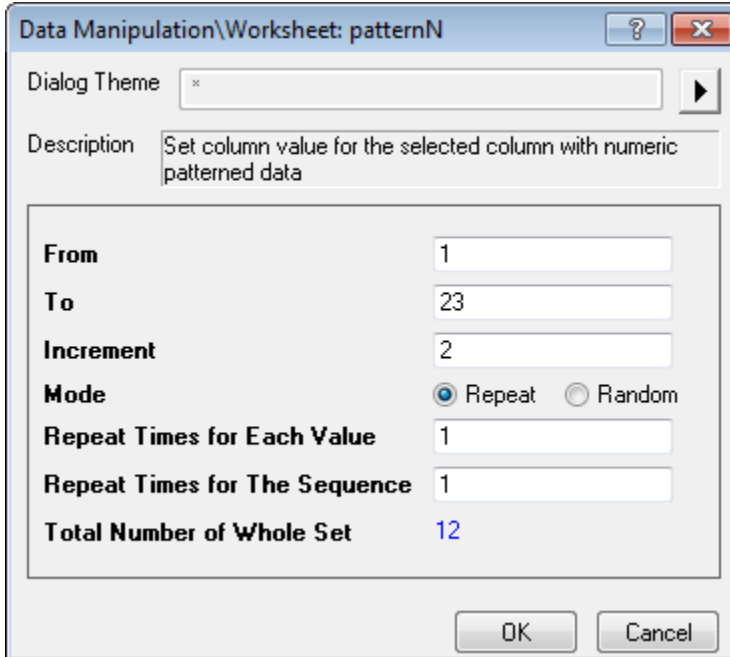 Data Manipulation\Worksheet: patternN
Dialog Theme *
Description Set column value for the selected column with numeric
patterned data
From 1
To 23
Increment 2
Mode Repeat Random
Repeat Times for Each Value 1
Repeat Times for The Sequence 1
Total Number of Whole Set 12
OK Cancel